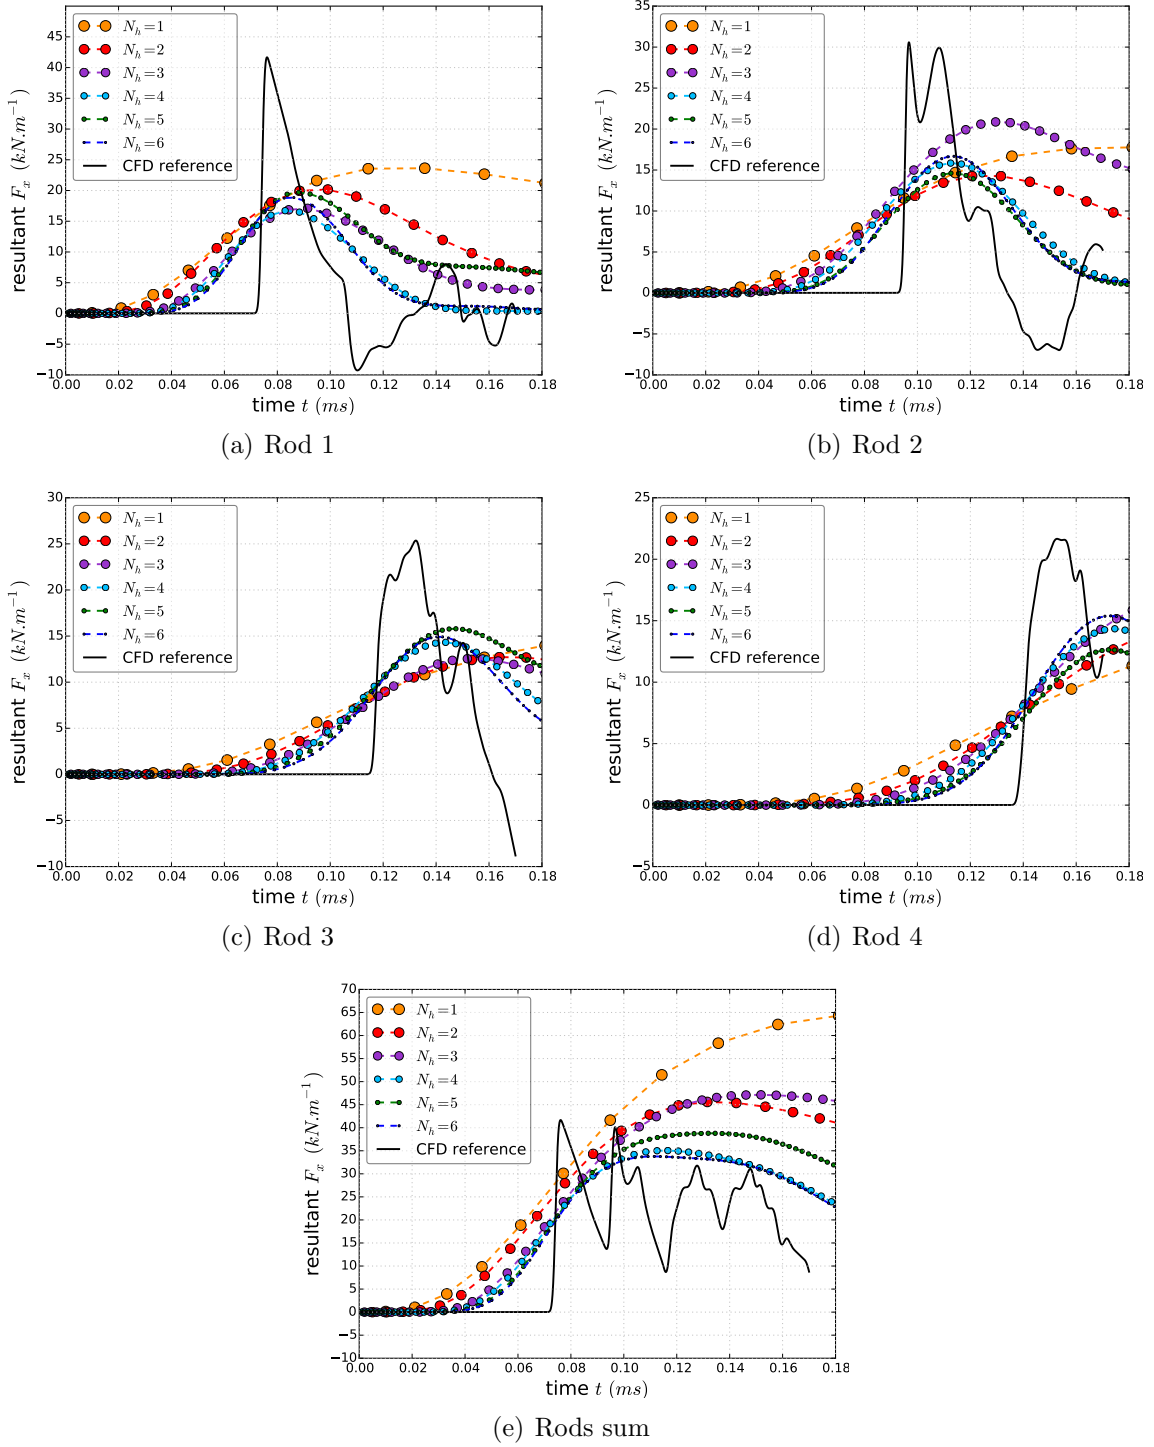 50
45
40
35
30
25
20
15
10
5
0
−5
−10
0.00 0.02 0.04 0.06 0.08 0.10 0.12 0.14 0.16 0.18
resultant F_x (kN.m^{-1})
time t (ms)
N_h=1
N_h=2
N_h=3
N_h=4
N_h=5
N_h=6
CFD reference
(a) Rod 1
35
30
25
20
15
10
5
0
−5
−10
0.00 0.02 0.04 0.06 0.08 0.10 0.12 0.14 0.16 0.18
resultant F_x (kN.m^{-1})
time t (ms)
N_h=1
N_h=2
N_h=3
N_h=4
N_h=5
N_h=6
CFD reference
(b) Rod 2
30
25
20
15
10
5
0
−5
−10
0.00 0.02 0.04 0.06 0.08 0.10 0.12 0.14 0.16 0.18
resultant F_x (kN.m^{-1})
time t (ms)
N_h=1
N_h=2
N_h=3
N_h=4
N_h=5
N_h=6
CFD reference
(c) Rod 3
25
20
15
10
5
0
−5
0.00 0.02 0.04 0.06 0.08 0.10 0.12 0.14 0.16 0.18
resultant F_x (kN.m^{-1})
time t (ms)
N_h=1
N_h=2
N_h=3
N_h=4
N_h=5
N_h=6
CFD reference
(d) Rod 4
70
65
60
55
50
45
40
35
30
25
20
15
10
5
0
−5
−10
0.00 0.02 0.04 0.06 0.08 0.10 0.12 0.14 0.16 0.18
resultant F_x (kN.m^{-1})
time t (ms)
N_h=1
N_h=2
N_h=3
N_h=4
N_h=5
N_h=6
CFD reference
(e) Rods sum